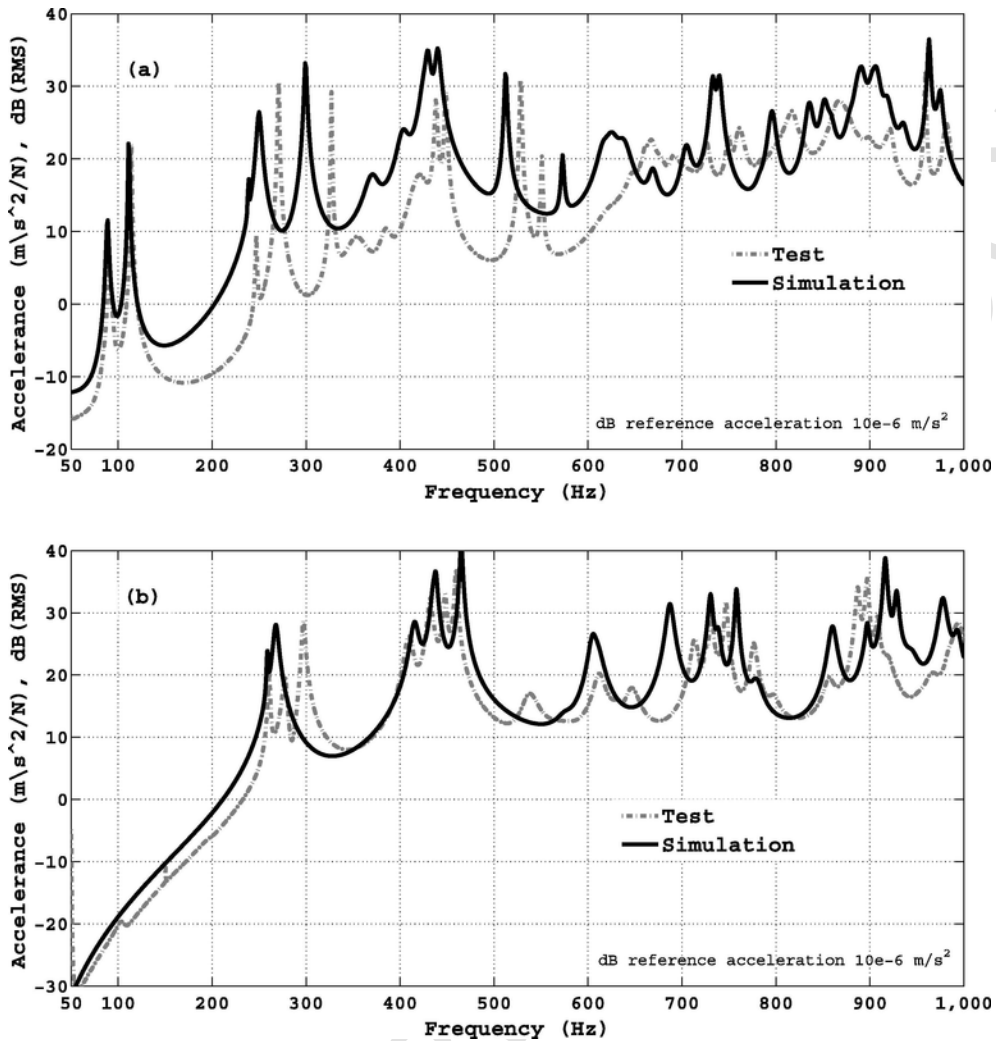 40
(a)
30
20
10
0
-10
-20
Accelerance (m\s^2/N), dB(RMS)
Test
Simulation
dB reference acceleration 10e-6 m/s²
50 100 200 300 400 500 600 700 800 900 1,000
Frequency (Hz)
40
(b)
30
20
10
0
-10
-20
-30
Accelerance (m\s^2/N), dB(RMS)
Test
Simulation
dB reference acceleration 10e-6 m/s²
50 100 200 300 400 500 600 700 800 900 1,000
Frequency (Hz)